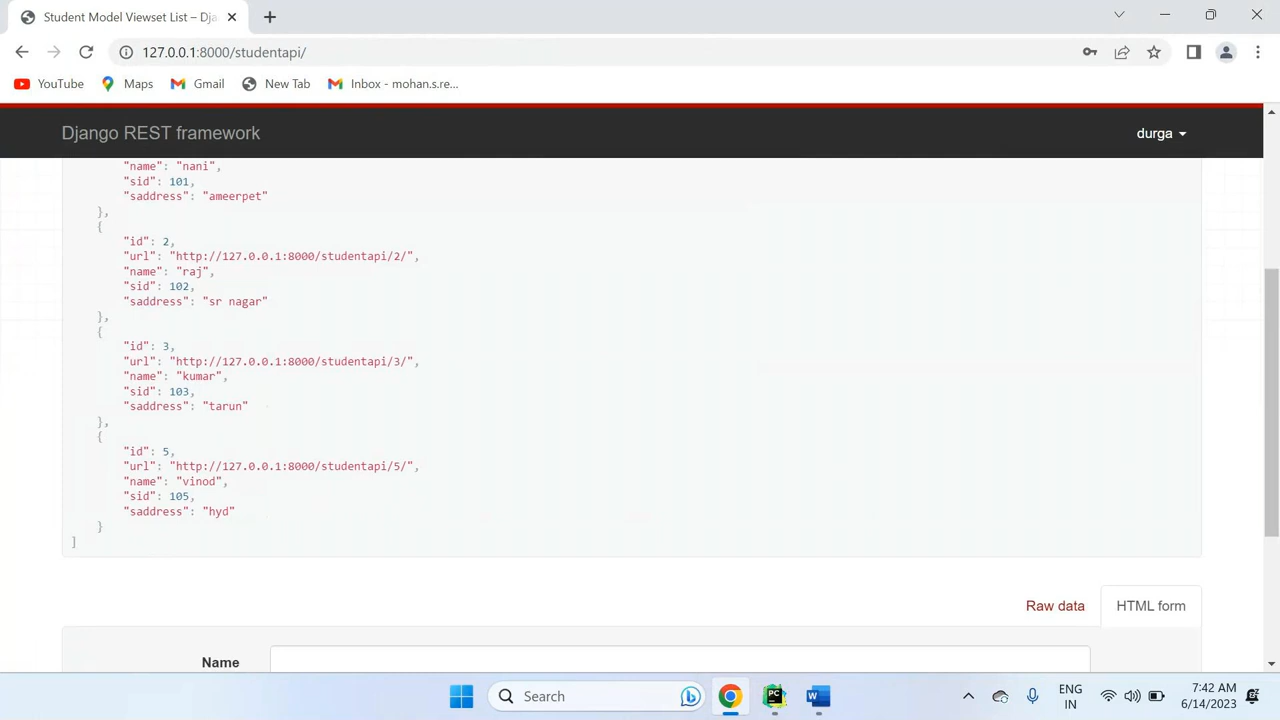 Student Model Viewset List – Dja
127.0.0.1:8000/studentapi/
YouTube Maps Gmail New Tab Inbox - mohan.s.re...
Django REST framework durga
"name": "nani",
"sid": 101,
"saddress": "ameerpet"
},
{
"id": 2,
"url": "http://127.0.0.1:8000/studentapi/2/",
"name": "raj",
"sid": 102,
"saddress": "sr nagar"
},
{
"id": 3,
"url": "http://127.0.0.1:8000/studentapi/3/",
"name": "kumar",
"sid": 103,
"saddress": "tarun"
},
{
"id": 5,
"url": "http://127.0.0.1:8000/studentapi/5/",
"name": "vinod",
"sid": 105,
"saddress": "hyd"
}
]
Raw data HTML form
Name
Search
PC
W
ENG
IN
7:42 AM
6/14/2023